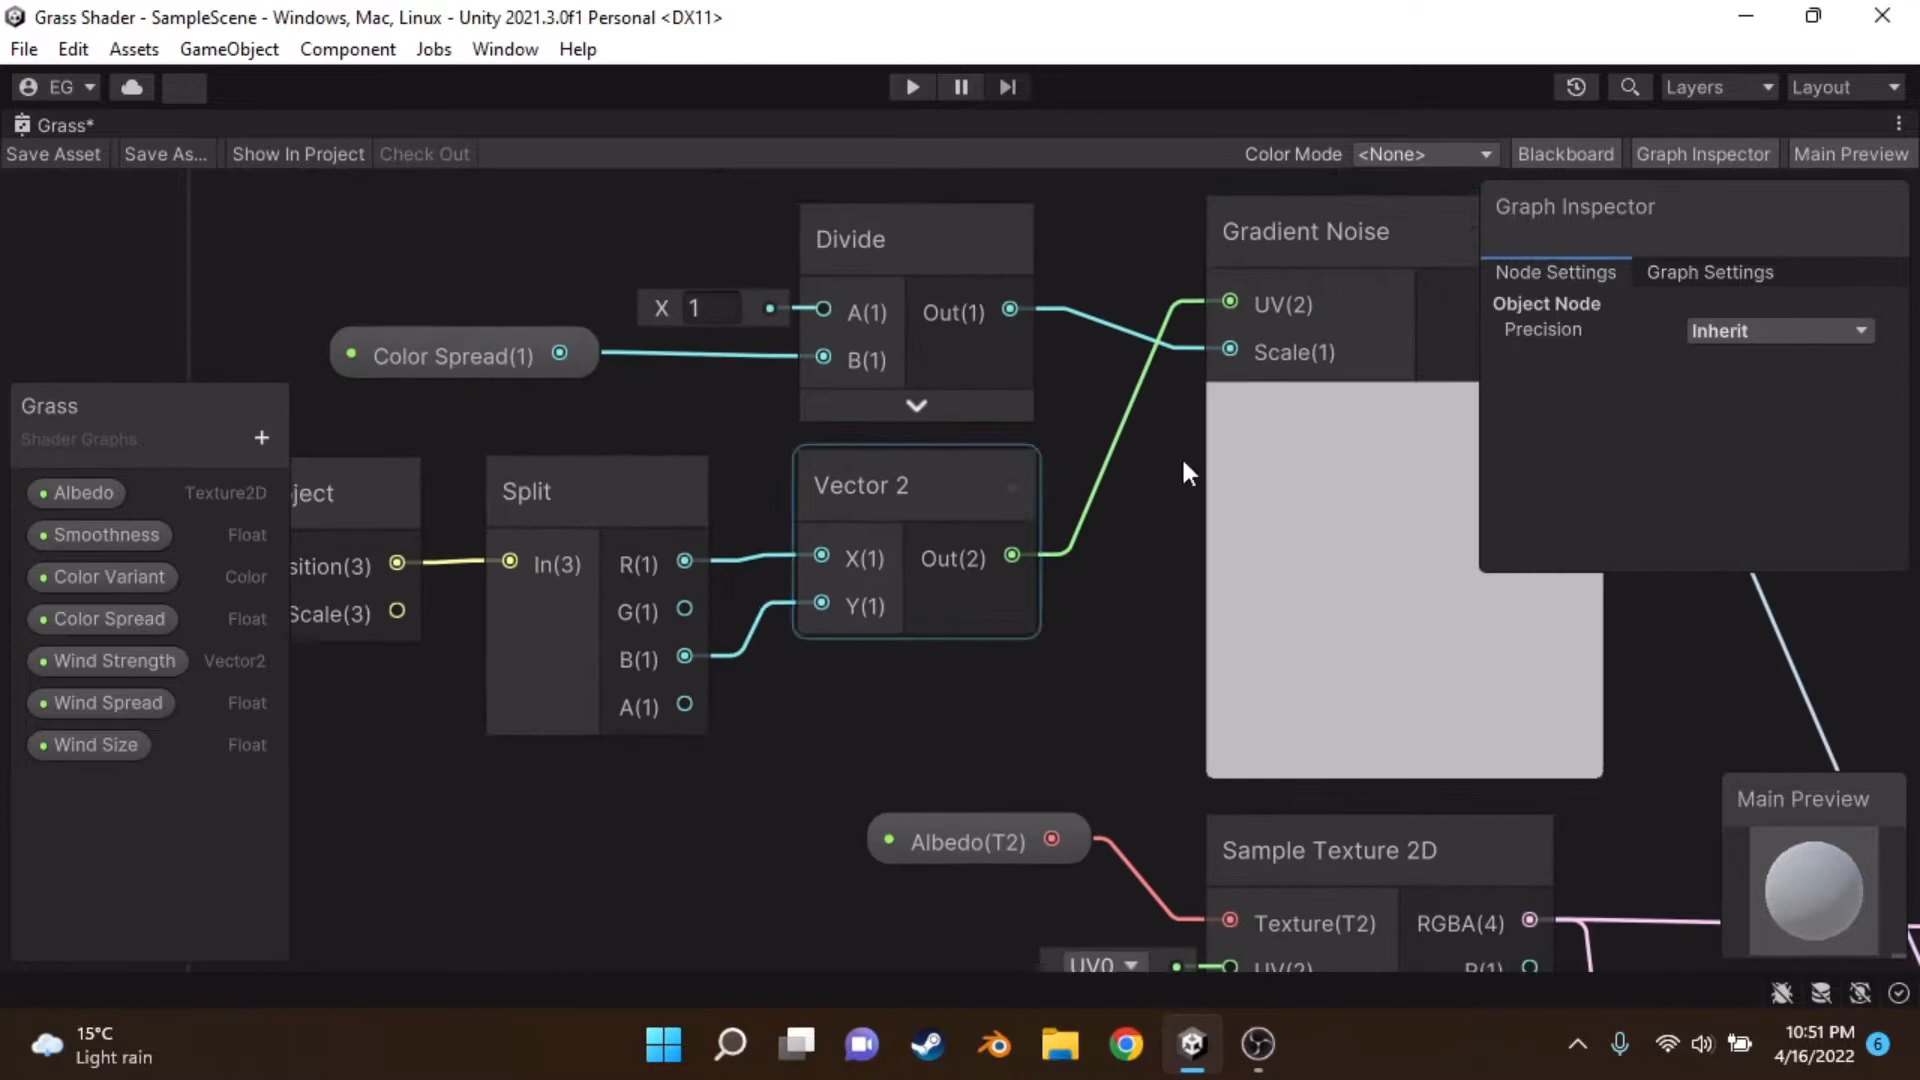 Grass Shader - SampleScene - Windows, Mac, Linux - Unity 2021.3.0f1 Personal <DX11>
File Edit Assets GameObject Component Jobs Window Help
EG Layers Layout
Grass*
Save Asset Save As... Show In Project Check Out Color Mode <None> Blackboard Graph Inspector Main Preview
Divide
X 1
A(1) Out(1)
B(1)
Color Spread(1)
Gradient Noise
UV(2)
Scale(1)
Graph Inspector
Node Settings Graph Settings
Object Node
Precision Inherit
Grass
Shader Graphs
+
Albedo Texture2D
Smoothness Float
Color Variant Color
Color Spread Float
Wind Strength Vector2
Wind Spread Float
Wind Size Float
ject
sition(3)
Scale(3)
Split
In(3) R(1)
G(1)
B(1)
A(1)
Vector 2
X(1) Out(2)
Y(1)
Albedo(T2)
Sample Texture 2D
Texture(T2) RGBA(4)
UV0 UV(2) R(1)
Main Preview
15°C
Light rain
10:51 PM
4/16/2022
6